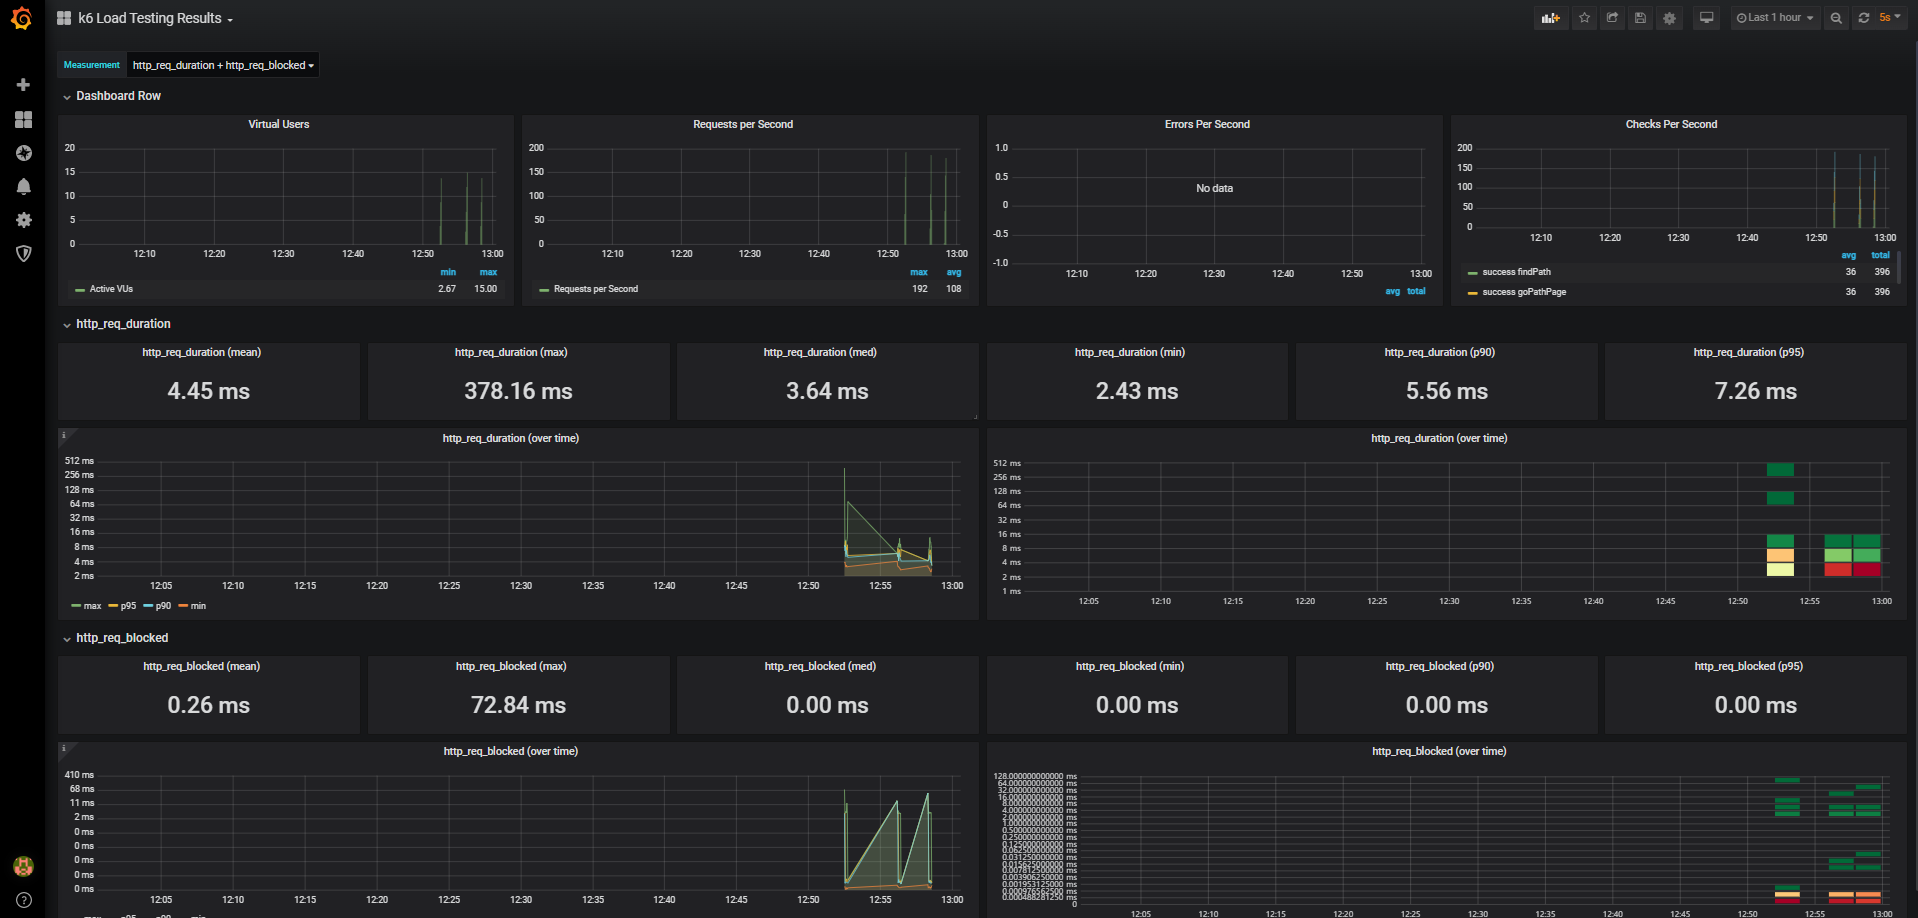 k6 Load Testing Results
Last 1 hour
5s
Measurement http_req_duration + http_req_blocked
Dashboard Row
Virtual Users
20
15
10
5
0
12:10 12:20 12:30 12:40 12:50 13:00
min max
Active VUs 2.67 15.00
Requests per Second
200
150
100
50
0
12:10 12:20 12:30 12:40 12:50 13:00
max avg
Requests per Second 192 108
Errors Per Second
1.0
0.5
0
-0.5
-1.0
No data
12:10 12:20 12:30 12:40 12:50 13:00
avg total
Checks Per Second
200
150
100
50
0
12:10 12:20 12:30 12:40 12:50 13:00
avg total
success findPath 36 396
success goPathPage 36 396
http_req_duration
http_req_duration (mean)
4.45 ms
http_req_duration (max)
378.16 ms
http_req_duration (med)
3.64 ms
http_req_duration (min)
2.43 ms
http_req_duration (p90)
5.56 ms
http_req_duration (p95)
7.26 ms
http_req_duration (over time)
512 ms
256 ms
128 ms
64 ms
32 ms
16 ms
8 ms
4 ms
2 ms
12:05 12:10 12:15 12:20 12:25 12:30 12:35 12:40 12:45 12:50 12:55 13:00
max p95 p90 min
http_req_duration (over time)
512 ms
256 ms
128 ms
64 ms
32 ms
16 ms
8 ms
4 ms
2 ms
1 ms
12:05 12:10 12:15 12:20 12:25 12:30 12:35 12:40 12:45 12:50 12:55 13:00
http_req_blocked
http_req_blocked (mean)
0.26 ms
http_req_blocked (max)
72.84 ms
http_req_blocked (med)
0.00 ms
http_req_blocked (min)
0.00 ms
http_req_blocked (p90)
0.00 ms
http_req_blocked (p95)
0.00 ms
http_req_blocked (over time)
410 ms
68 ms
11 ms
2 ms
0 ms
0 ms
0 ms
0 ms
0 ms
12:05 12:10 12:15 12:20 12:25 12:30 12:35 12:40 12:45 12:50 12:55 13:00
max p95 p90 min
http_req_blocked (over time)
128.000000000000 ms
64.000000000000 ms
32.000000000000 ms
16.000000000000 ms
8.000000000000 ms
4.000000000000 ms
2.000000000000 ms
1.000000000000 ms
0.500000000000 ms
0.250000000000 ms
0.125000000000 ms
0.062500000000 ms
0.031250000000 ms
0.015625000000 ms
0.007812500000 ms
0.003906250000 ms
0.001953125000 ms
0.000976562500 ms
0.000488281250 ms
0
12:05 12:10 12:15 12:20 12:25 12:30 12:35 12:40 12:45 12:50 12:55 13:00